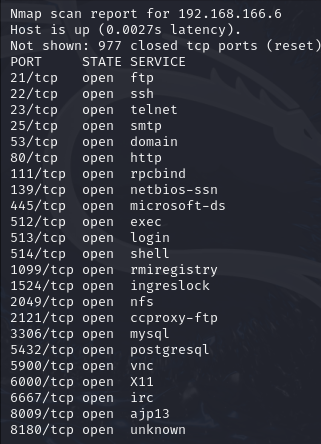 Nmap scan report for 192.168.166.6
Host is up (0.0027s latency).
Not shown: 977 closed tcp ports (reset)
PORT     STATE SERVICE
21/tcp   open  ftp
22/tcp   open  ssh
23/tcp   open  telnet
25/tcp   open  smtp
53/tcp   open  domain
80/tcp   open  http
111/tcp  open  rpcbind
139/tcp  open  netbios-ssn
445/tcp  open  microsoft-ds
512/tcp  open  exec
513/tcp  open  login
514/tcp  open  shell
1099/tcp open  rmiregistry
1524/tcp open  ingreslock
2049/tcp open  nfs
2121/tcp open  ccproxy-ftp
3306/tcp open  mysql
5432/tcp open  postgresql
5900/tcp open  vnc
6000/tcp open  X11
6667/tcp open  irc
8009/tcp open  ajp13
8180/tcp open  unknown